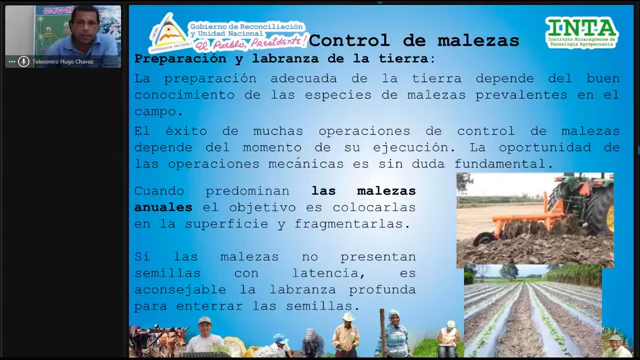 Gobierno de Reconciliación
y Unidad Nacional
El Pueblo, Presidente!
INTA
Instituto Nicaragüense de
Tecnología Agropecuaria
Control de malezas
Telecentro Hugo Chavez
Preparación y labranza de la tierra:
La preparación adecuada de la tierra depende del buen
conocimiento de las especies de malezas prevalentes en el
campo.
El éxito de muchas operaciones de control de malezas
depende del momento de su ejecución. La oportunidad de
las operaciones mecánicas es sin duda fundamental.
Cuando predominan las malezas
anuales el objetivo es colocarlas
en la superficie y fragmentarlas.
Si las malezas no presentan
semillas con latencia, es
aconsejable la labranza profunda
para enterrar las semillas.